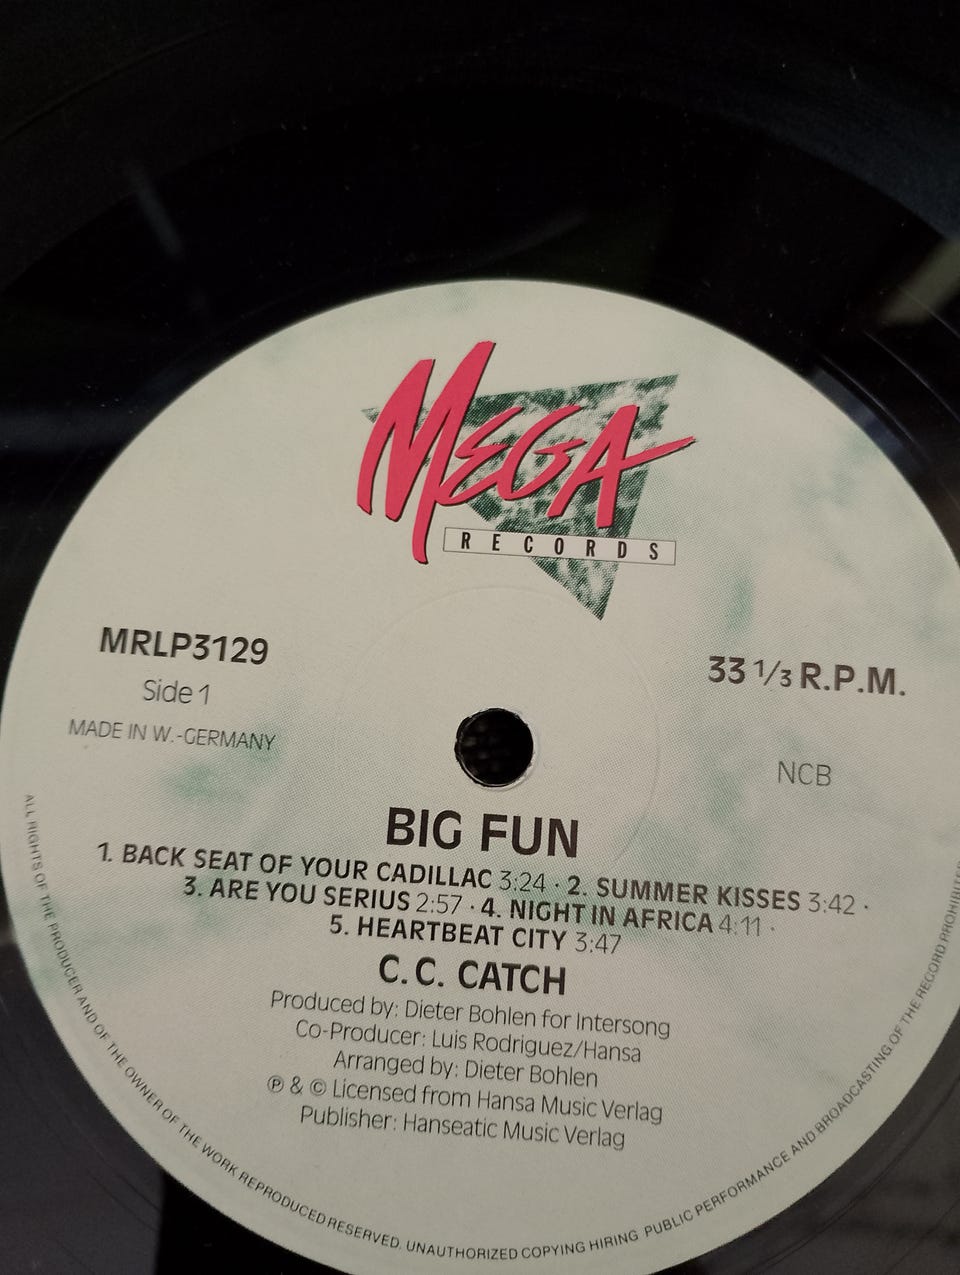 MEGA
RECORDS
MRLP3129
Side 1
MADE IN W.-GERMANY
33 1/3 R.P.M.
NCB
BIG FUN
1. BACK SEAT OF YOUR CADILLAC 3:24 · 2. SUMMER KISSES 3:42 ·
3. ARE YOU SERIUS 2:57 · 4. NIGHT IN AFRICA 4:11 ·
5. HEARTBEAT CITY 3:47
C.C. CATCH
Produced by: Dieter Bohlen for Intersong
Co-Producer: Luis Rodriguez/Hansa
Arranged by: Dieter Bohlen
℗ & © Licensed from Hansa Music Verlag
Publisher: Hanseatic Music Verlag
ALL RIGHTS OF THE PRODUCER AND OF THE OWNER OF THE WORK REPRODUCED RESERVED. UNAUTHORIZED COPYING HIRING PUBLIC PERFORMANCE AND BROADCASTING OF THE RECORD PROHIBITED